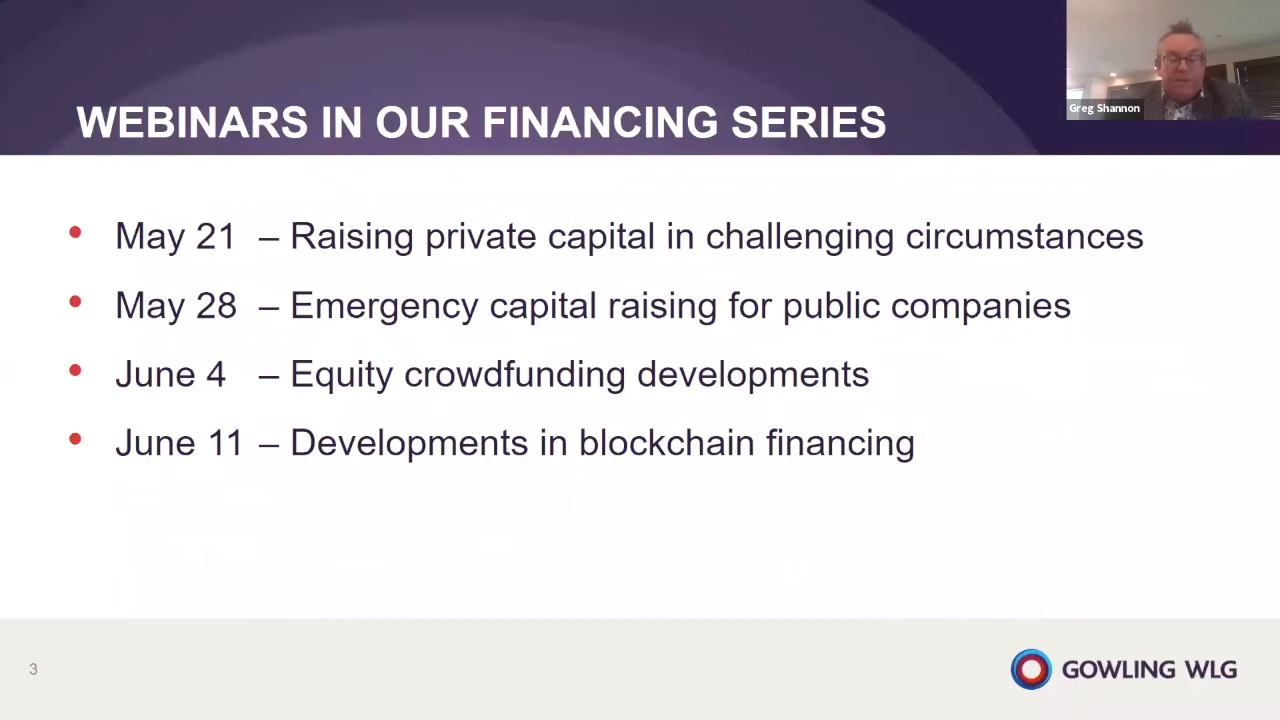 WEBINARS IN OUR FINANCING SERIES
Greg Shannon
• May 21 – Raising private capital in challenging circumstances
• May 28 – Emergency capital raising for public companies
• June 4 – Equity crowdfunding developments
• June 11 – Developments in blockchain financing
3
GOWLING WLG